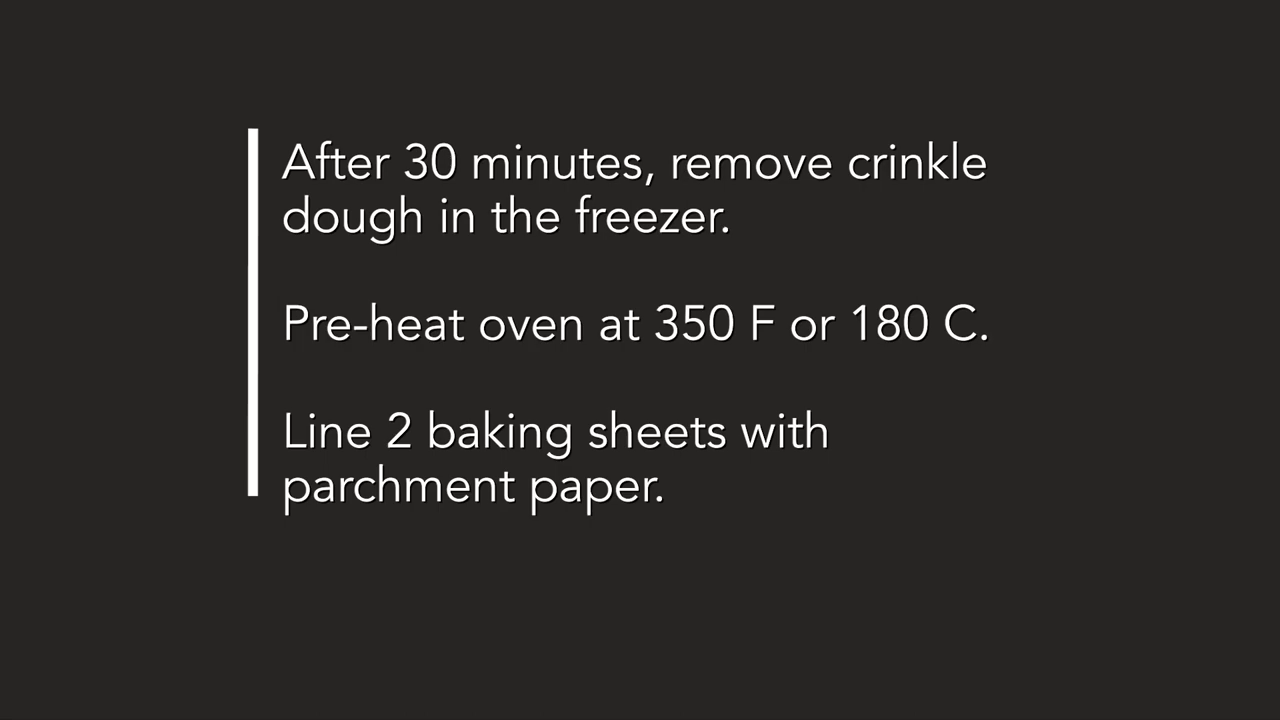 After 30 minutes, remove crinkle
dough in the freezer.
Pre-heat oven at 350 F or 180 C.
Line 2 baking sheets with
parchment paper.